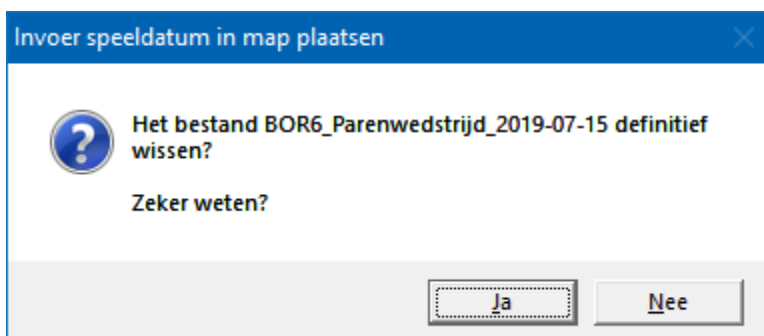 Invoer speeldatum in map plaatsen
Het bestand BOR6_Parenwedstrijd_2019-07-15 definitief
wissen?
Zeker weten?
Ja
Nee